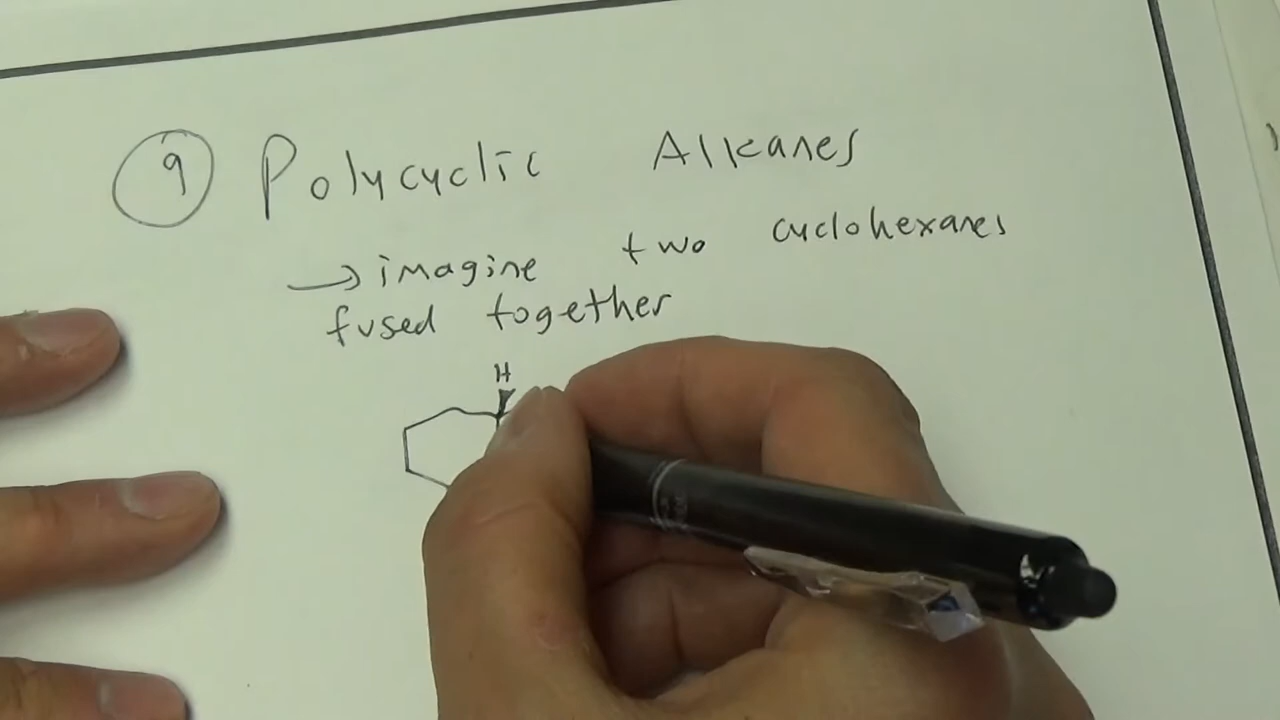 9 Polycyclic Alkanes
→ imagine two cyclohexanes
fused together
H